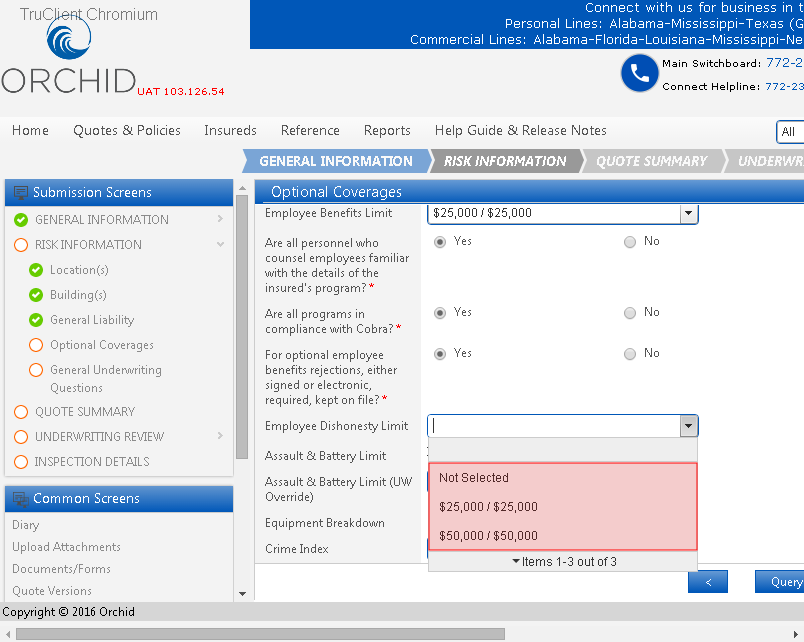 TruClient Chromium
ORCHID
UAT 103.126.54
Connect with us for business in t
Personal Lines: Alabama-Mississippi-Texas (G
Commercial Lines: Alabama-Florida-Louisiana-Mississippi-Ne
Main Switchboard: 772-2
Connect Helpline: 772-23
Home Quotes & Policies Insureds Reference Reports Help Guide & Release Notes All
GENERAL INFORMATION RISK INFORMATION QUOTE SUMMARY UNDERWR
Submission Screens
GENERAL INFORMATION
RISK INFORMATION
Location(s)
Building(s)
General Liability
Optional Coverages
General Underwriting
Questions
QUOTE SUMMARY
UNDERWRITING REVIEW
INSPECTION DETAILS
Common Screens
Diary
Upload Attachments
Documents/Forms
Quote Versions
Optional Coverages
Employee Benefits Limit $25,000 / $25,000
Are all personnel who Yes No
counsel employees familiar
with the details of the
insured's program? *
Are all programs in Yes No
compliance with Cobra? *
For optional employee Yes No
benefits rejections, either
signed or electronic,
required, kept on file? *
Employee Dishonesty Limit
Assault & Battery Limit
Assault & Battery Limit (UW
Override)
Equipment Breakdown
Crime Index
Not Selected
$25,000 / $25,000
$50,000 / $50,000
Items 1-3 out of 3
< Query
Copyright © 2016 Orchid